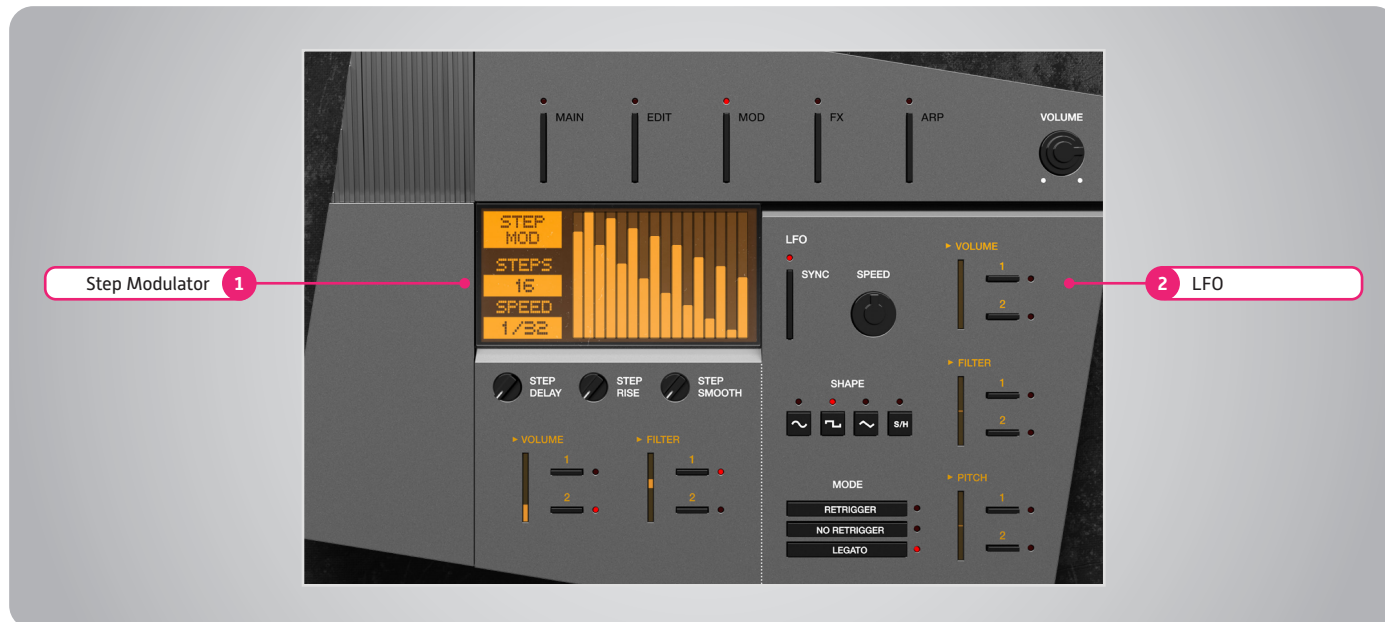 MAIN
EDIT
MOD
FX
ARP
VOLUME
STEP
MOD
STEPS
16
SPEED
1/32
Step Modulator 1
LFO
SYNC
SPEED
▸ VOLUME
1
2
2 LFO
STEP
DELAY
STEP
RISE
STEP
SMOOTH
SHAPE
S/H
▸ FILTER
1
2
▸ VOLUME
1
2
▸ FILTER
1
2
MODE
RETRIGGER
NO RETRIGGER
LEGATO
▸ PITCH
1
2